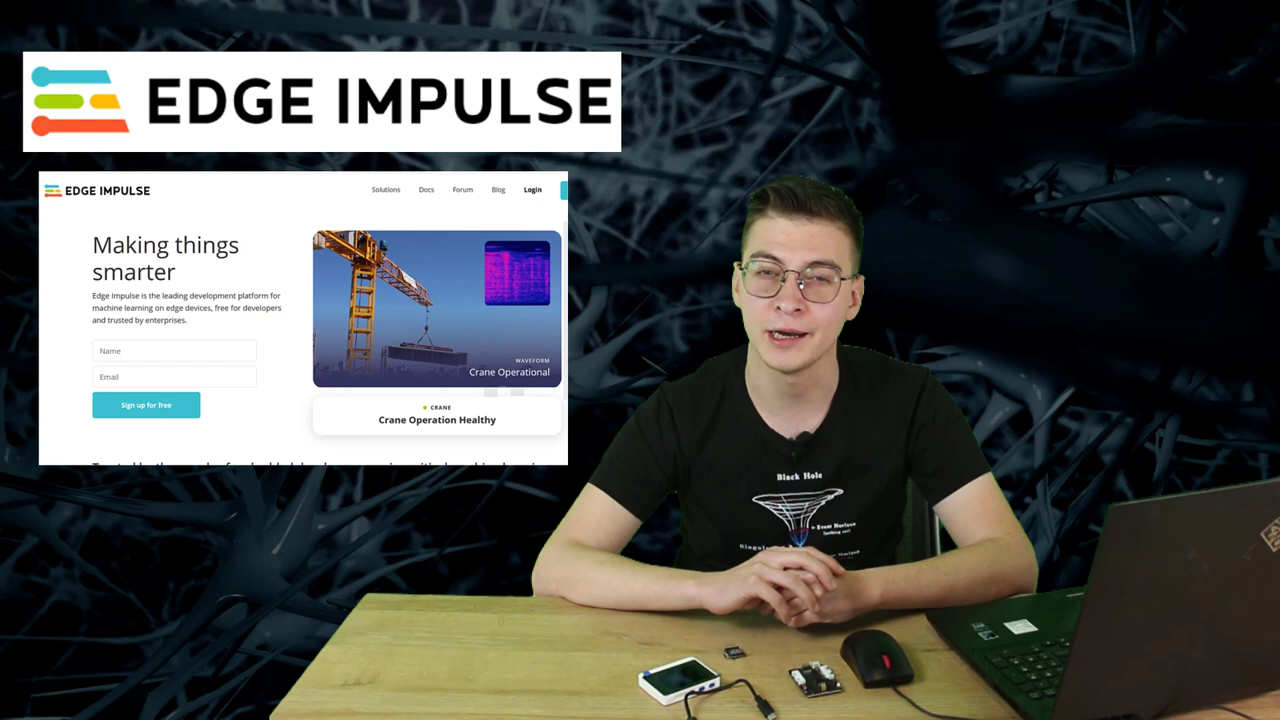 EDGE IMPULSE
EDGE IMPULSE
Solutions Docs Forum Blog Login
Making things
smarter
Edge Impulse is the leading development platform for
machine learning on edge devices, free for developers
and trusted by enterprises.
Name
Email
Sign up for free
WAVEFORM
Crane Operational
CRANE
Crane Operation Healthy
Black Hole
Event Horizon